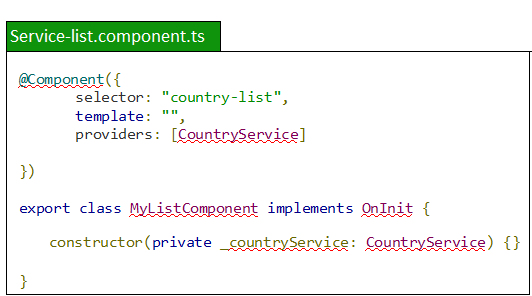 Service-list.component.ts
@Component({
selector: "country-list",
template: "",
providers: [CountryService]
})
export class MyListComponent implements OnInit {
constructor(private _countryService: CountryService) {}
}